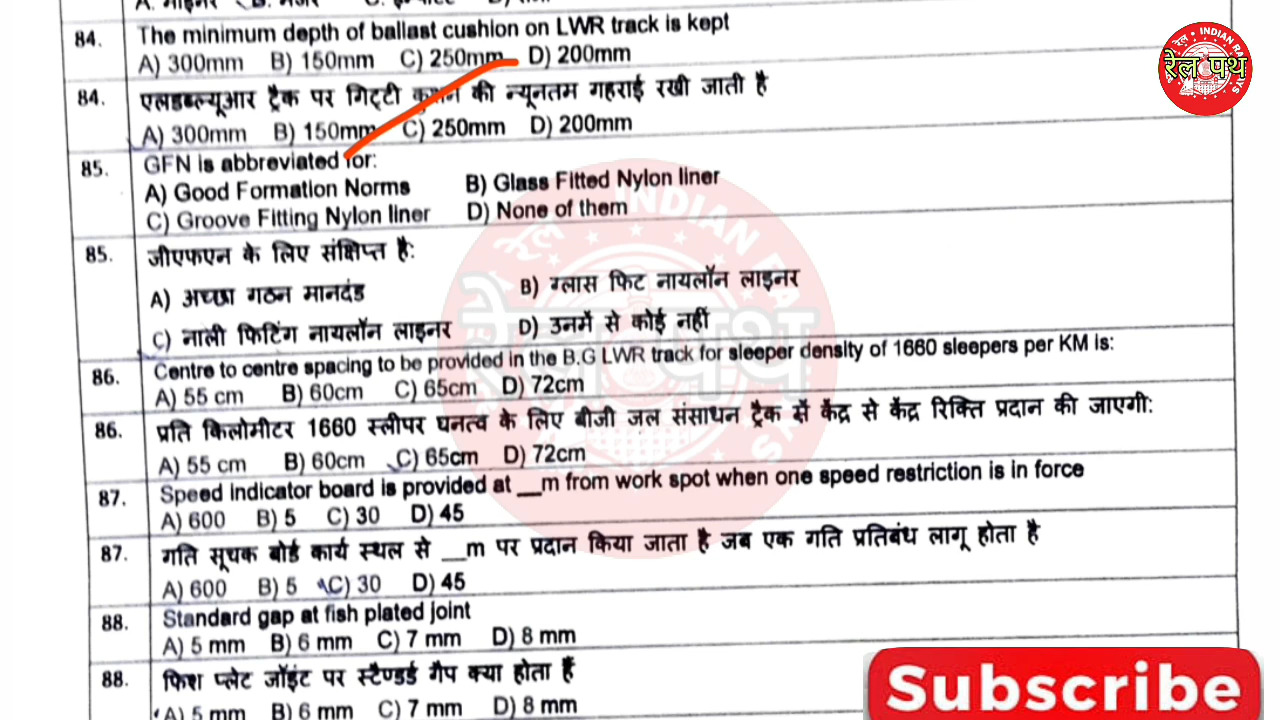 84. The minimum depth of ballast cushion on LWR track is kept
A) 300mm B) 150mm C) 250mm D) 200mm
84. एलडब्ल्यूआर ट्रैक पर गिट्टी कुशन की न्यूनतम गहराई रखी जाती है
A) 300mm B) 150mm C) 250mm D) 200mm
85. GFN is abbreviated for:
A) Good Formation Norms B) Glass Fitted Nylon liner
C) Groove Fitting Nylon liner D) None of them
85. जीएफएन के लिए संक्षिप्त है:
A) अच्छा गठन मानदंड B) ग्लास फिट नायलॉन लाइनर
C) नाली फिटिंग नायलॉन लाइनर D) उनमें से कोई नहीं
86. Centre to centre spacing to be provided in the B.G LWR track for sleeper density of 1660 sleepers per KM is:
A) 55 cm B) 60cm C) 65cm D) 72cm
86. प्रति किलोमीटर 1660 स्लीपर घनत्व के लिए बीजी जल संसाधन ट्रैक में केंद्र से केंद्र रिक्ति प्रदान की जाएगी:
A) 55 cm B) 60cm C) 65cm D) 72cm
87. Speed indicator board is provided at __m from work spot when one speed restriction is in force
A) 600 B) 5 C) 30 D) 45
87. गति सूचक बोर्ड कार्य स्थल से __m पर प्रदान किया जाता है जब एक गति प्रतिबंध लागू होता है
A) 600 B) 5 C) 30 D) 45
88. Standard gap at fish plated joint
A) 5 mm B) 6 mm C) 7 mm D) 8 mm
88. फिश प्लेट जॉइंट पर स्टैण्डर्ड गैप क्या होता हैं
A) 5 mm B) 6 mm C) 7 mm D) 8 mm
INDIAN RAILWAYS
रेल पथ
Subscribe